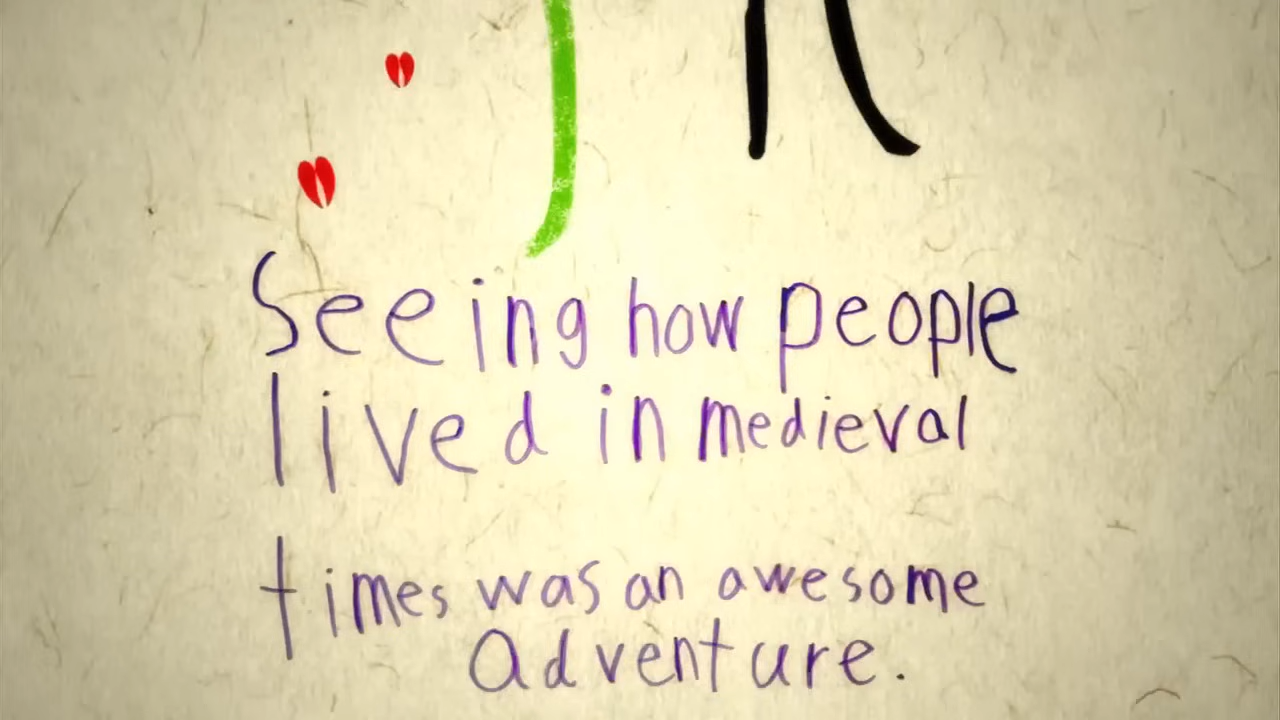 Seeing how people
lived in medieval
times was an awesome
adventure.